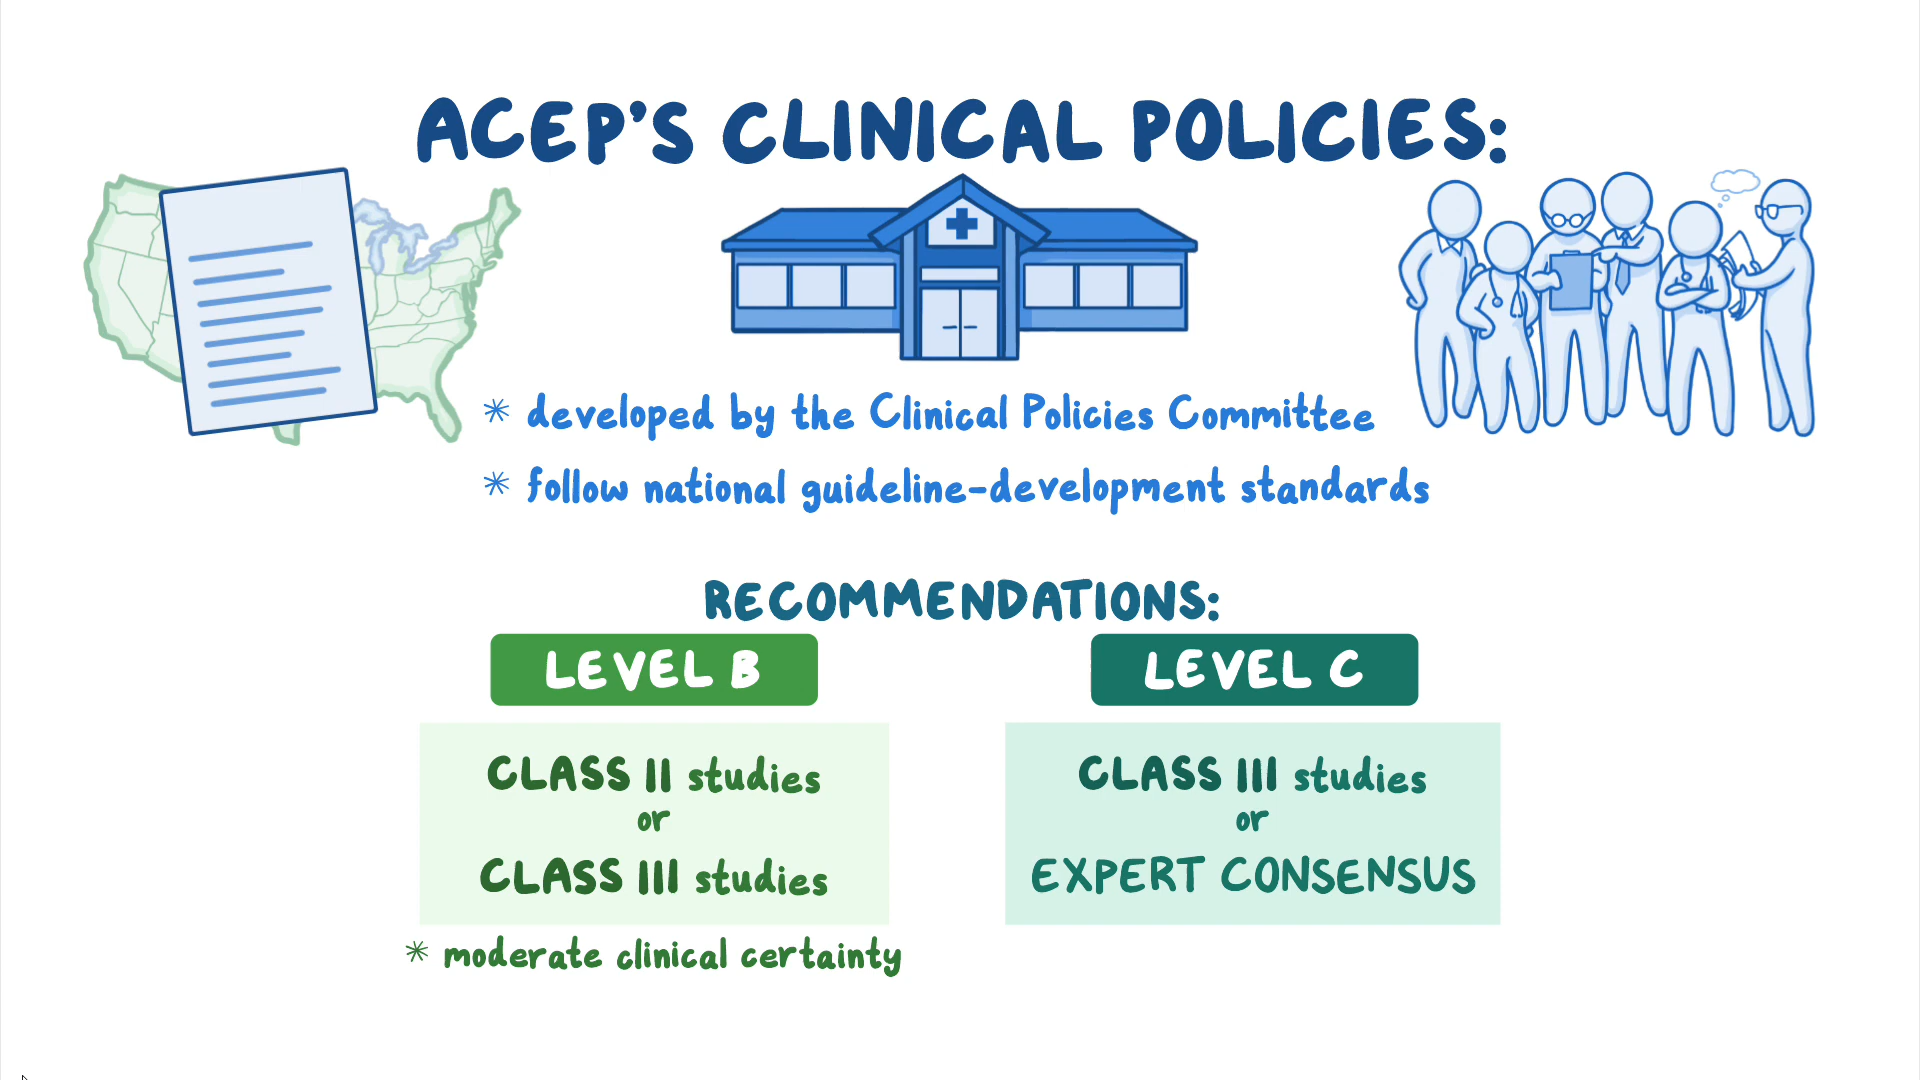 ACEP'S CLINICAL POLICIES:
* developed by the Clinical Policies Committee
* follow national guideline-development standards
RECOMMENDATIONS:
LEVEL B
CLASS II studies
or
CLASS III studies
* moderate clinical certainty
LEVEL C
CLASS III studies
or
EXPERT CONSENSUS